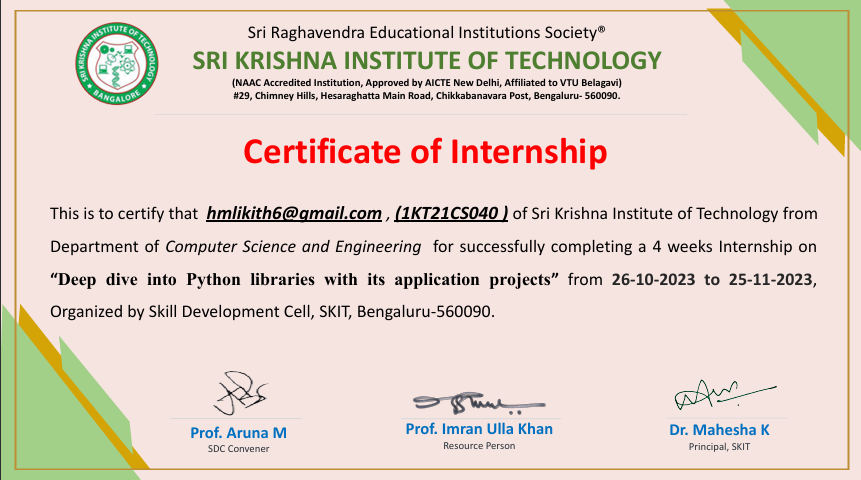 Sri Raghavendra Educational Institutions Society®
SRI KRISHNA INSTITUTE OF TECHNOLOGY
(NAAC Accredited Institution, Approved by AICTE New Delhi, Affiliated to VTU Belagavi)
#29, Chimney Hills, Hesaraghatta Main Road, Chikkabanavara Post, Bengaluru- 560090.
SRI KRISHNA INSTITUTE OF TECHNOLOGY
BANGALORE
Certificate of Internship
This is to certify that hmlikith6@gmail.com , (1KT21CS040 ) of Sri Krishna Institute of Technology from
Department of Computer Science and Engineering for successfully completing a 4 weeks Internship on
“Deep dive into Python libraries with its application projects” from 26-10-2023 to 25-11-2023,
Organized by Skill Development Cell, SKIT, Bengaluru-560090.
Prof. Aruna M
SDC Convener
Prof. Imran Ulla Khan
Resource Person
Dr. Mahesha K
Principal, SKIT